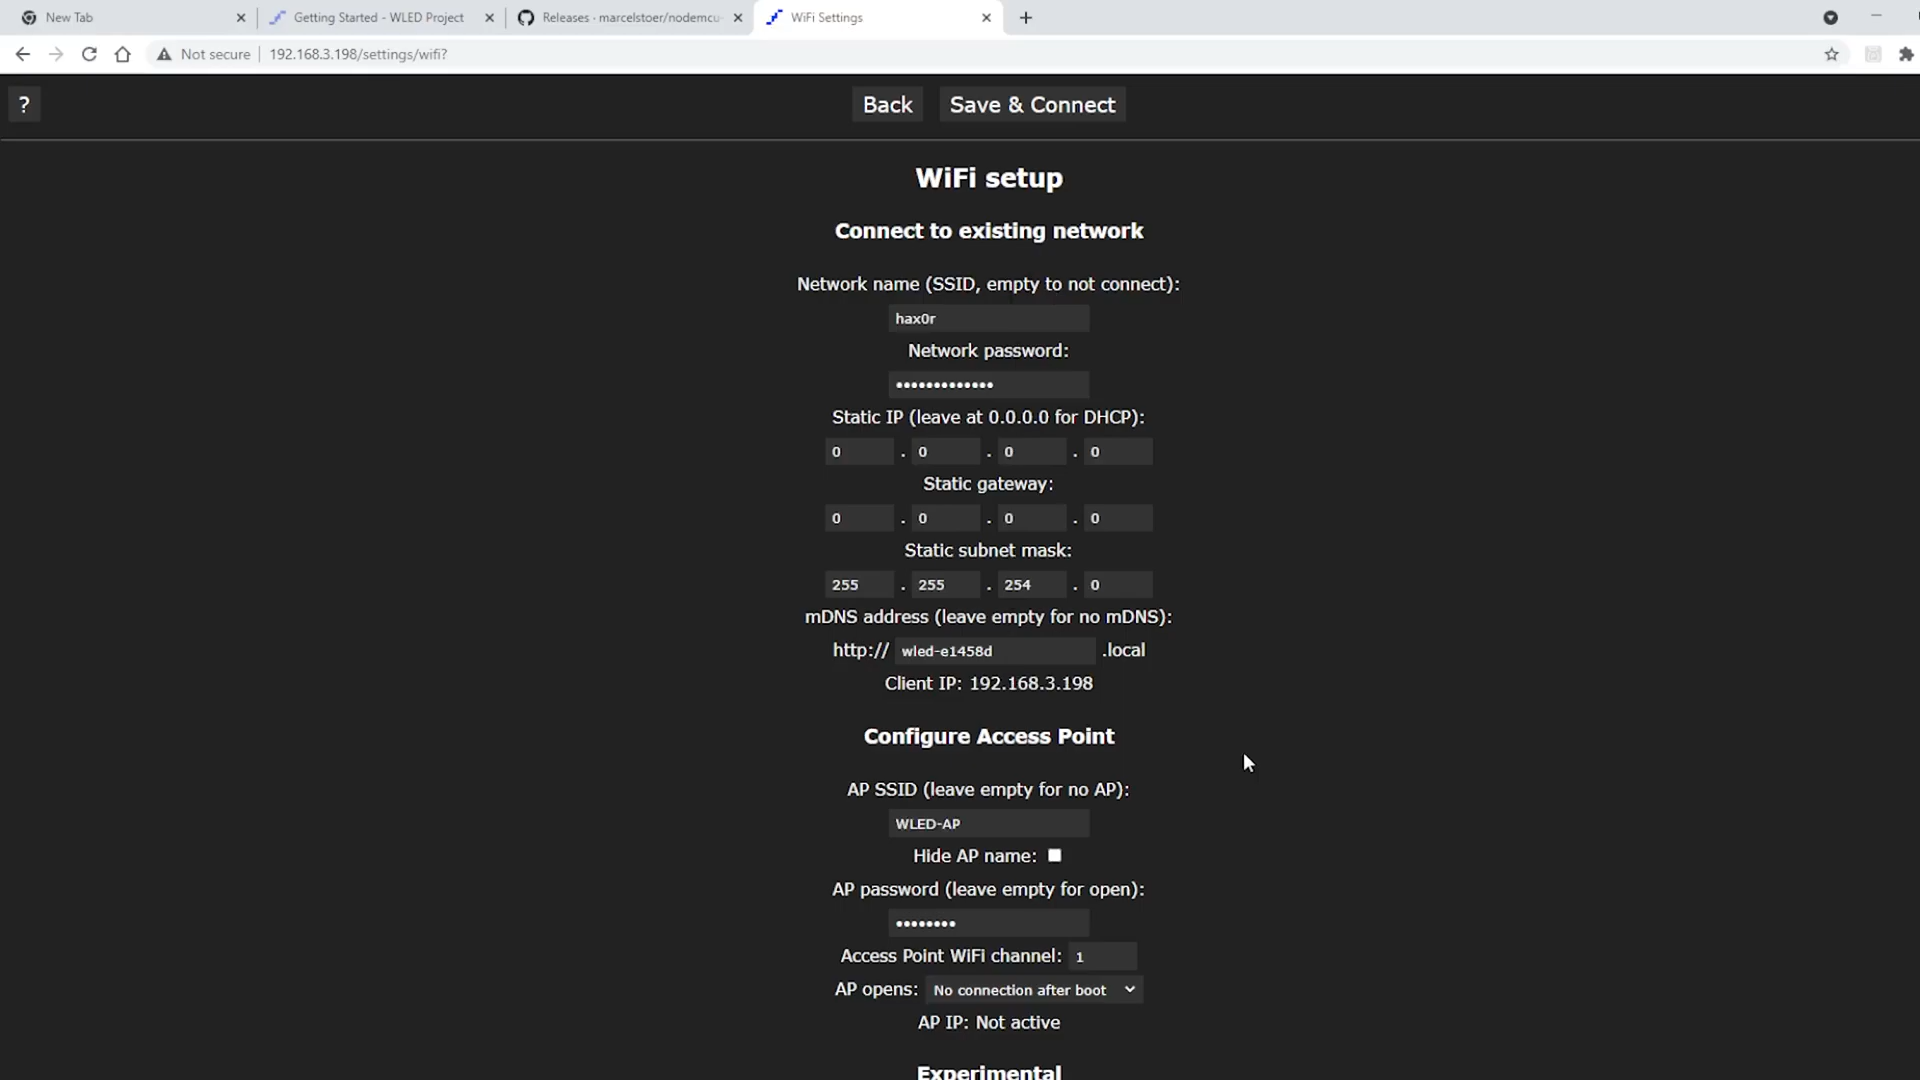 New Tab
Getting Started - WLED Project
Releases · marcelstoer/nodemcu-
WiFi Settings
Not secure
192.168.3.198/settings/wifi?
?
Back
Save & Connect
WiFi setup
Connect to existing network
Network name (SSID, empty to not connect):
hax0r
Network password:
•••••••••••••
Static IP (leave at 0.0.0.0 for DHCP):
0 . 0 . 0 . 0
Static gateway:
0 . 0 . 0 . 0
Static subnet mask:
255 . 255 . 254 . 0
mDNS address (leave empty for no mDNS):
http:// wled-e1458d .local
Client IP: 192.168.3.198
Configure Access Point
AP SSID (leave empty for no AP):
WLED-AP
Hide AP name:
AP password (leave empty for open):
••••••••
Access Point WiFi channel: 1
AP opens: No connection after boot
AP IP: Not active
Experimental